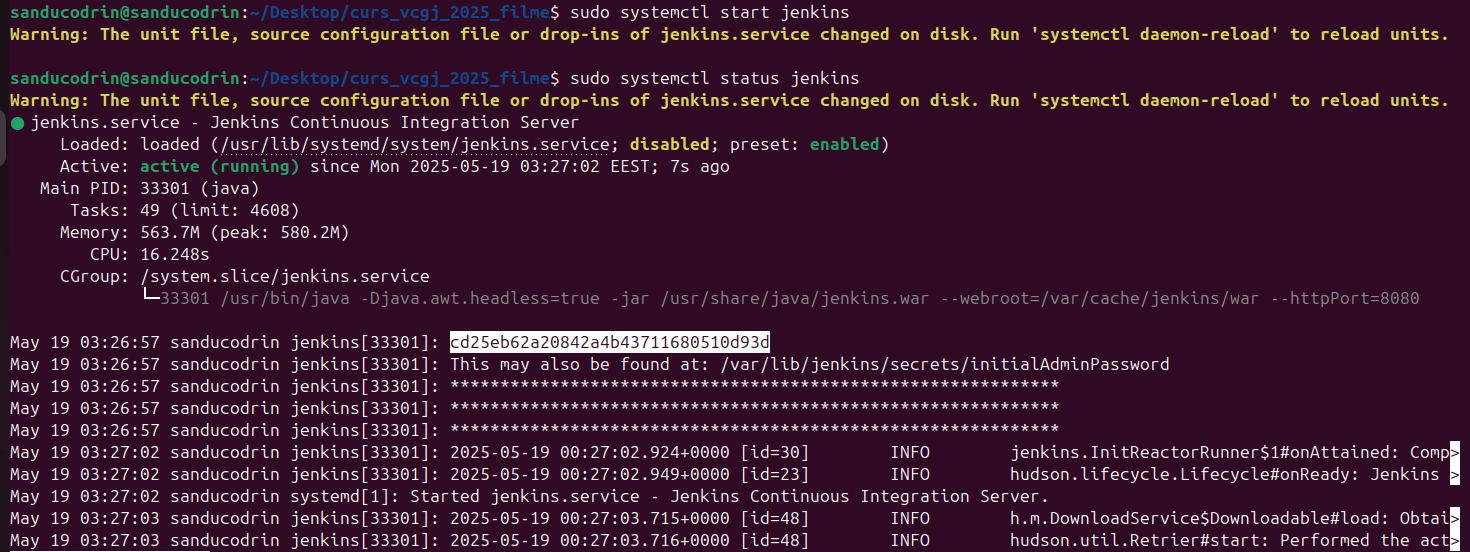 sanducodrin@sanducodrin:~/Desktop/curs_vcgj_2025_filme$ sudo systemctl start jenkins
Warning: The unit file, source configuration file or drop-ins of jenkins.service changed on disk. Run 'systemctl daemon-reload' to reload units.
sanducodrin@sanducodrin:~/Desktop/curs_vcgj_2025_filme$ sudo systemctl status jenkins
Warning: The unit file, source configuration file or drop-ins of jenkins.service changed on disk. Run 'systemctl daemon-reload' to reload units.
● jenkins.service - Jenkins Continuous Integration Server
     Loaded: loaded (/usr/lib/systemd/system/jenkins.service; disabled; preset: enabled)
     Active: active (running) since Mon 2025-05-19 03:27:02 EEST; 7s ago
   Main PID: 33301 (java)
      Tasks: 49 (limit: 4608)
     Memory: 563.7M (peak: 580.2M)
        CPU: 16.248s
     CGroup: /system.slice/jenkins.service
             └─33301 /usr/bin/java -Djava.awt.headless=true -jar /usr/share/java/jenkins.war --webroot=/var/cache/jenkins/war --httpPort=8080
May 19 03:26:57 sanducodrin jenkins[33301]: cd25eb62a20842a4b43711680510d93d
May 19 03:26:57 sanducodrin jenkins[33301]: This may also be found at: /var/lib/jenkins/secrets/initialAdminPassword
May 19 03:26:57 sanducodrin jenkins[33301]: *************************************************************
May 19 03:26:57 sanducodrin jenkins[33301]: *************************************************************
May 19 03:26:57 sanducodrin jenkins[33301]: *************************************************************
May 19 03:27:02 sanducodrin jenkins[33301]: 2025-05-19 00:27:02.924+0000 [id=30]        INFO        jenkins.InitReactorRunner$1#onAttained: Comp>
May 19 03:27:02 sanducodrin jenkins[33301]: 2025-05-19 00:27:02.949+0000 [id=23]        INFO        hudson.lifecycle.Lifecycle#onReady: Jenkins >
May 19 03:27:02 sanducodrin systemd[1]: Started jenkins.service - Jenkins Continuous Integration Server.
May 19 03:27:03 sanducodrin jenkins[33301]: 2025-05-19 00:27:03.715+0000 [id=48]        INFO        h.m.DownloadService$Downloadable#load: Obtai>
May 19 03:27:03 sanducodrin jenkins[33301]: 2025-05-19 00:27:03.716+0000 [id=48]        INFO        hudson.util.Retrier#start: Performed the act>